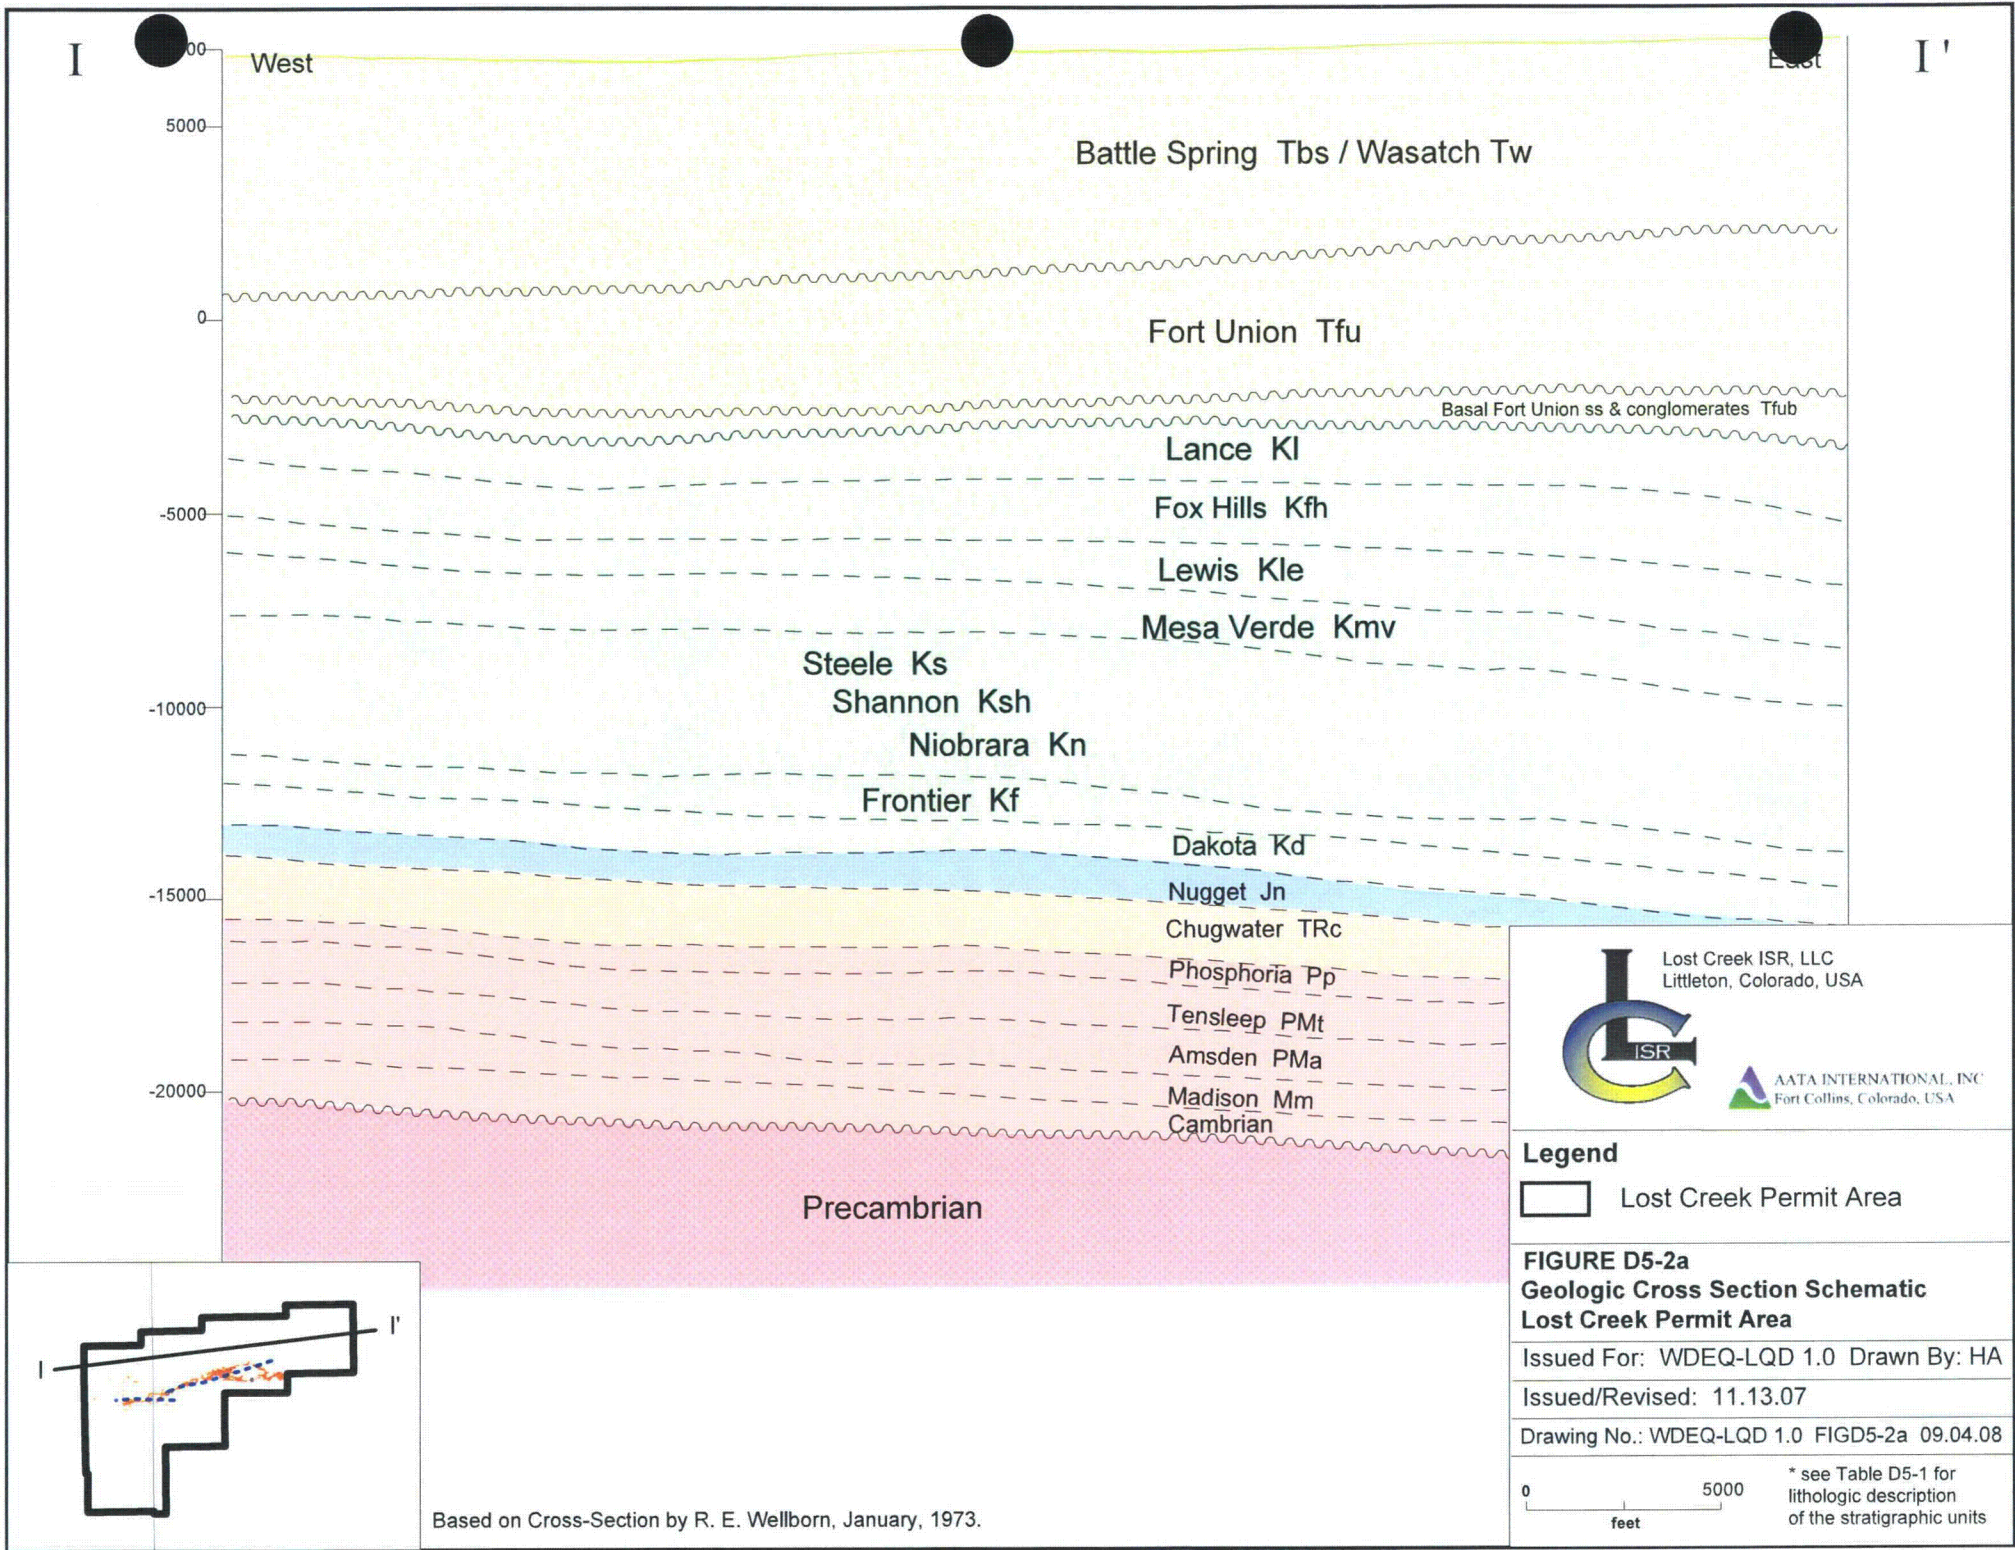 I
I'
West
East
5000
0
-5000
-10000
-15000
-20000
Battle Spring Tbs / Wasatch Tw
Fort Union Tfu
Basal Fort Union ss & conglomerates Tfub
Lance Kl
Fox Hills Kfh
Lewis Kle
Mesa Verde Kmv
Steele Ks
Shannon Ksh
Niobrara Kn
Frontier Kf
Dakota Kd
Nugget Jn
Chugwater TRc
Phosphoria Pp
Tensleep PMt
Amsden PMa
Madison Mm
Cambrian
Precambrian
I
I'
Based on Cross-Section by R. E. Wellborn, January, 1973.
LC ISR
Lost Creek ISR, LLC
Littleton, Colorado, USA
AATA INTERNATIONAL, INC
Fort Collins, Colorado, USA
Legend
Lost Creek Permit Area
FIGURE D5-2a
Geologic Cross Section Schematic
Lost Creek Permit Area
Issued For: WDEQ-LQD 1.0 Drawn By: HA
Issued/Revised: 11.13.07
Drawing No.: WDEQ-LQD 1.0 FIGD5-2a 09.04.08
0 5000
feet
* see Table D5-1 for
lithologic description
of the stratigraphic units